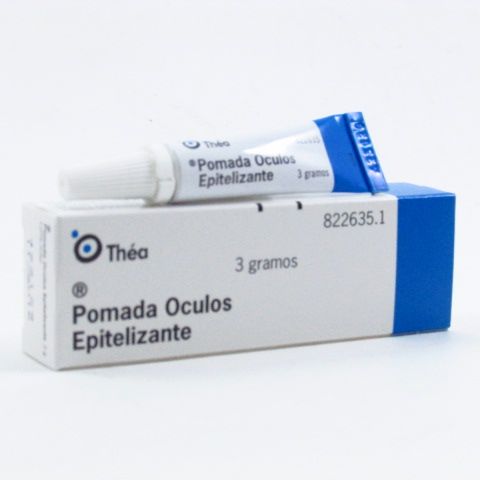 Théa
®Pomada Oculos
Epitelizante
3 gramos
822635.1
Théa
3 gramos
®
Pomada Oculos
Epitelizante